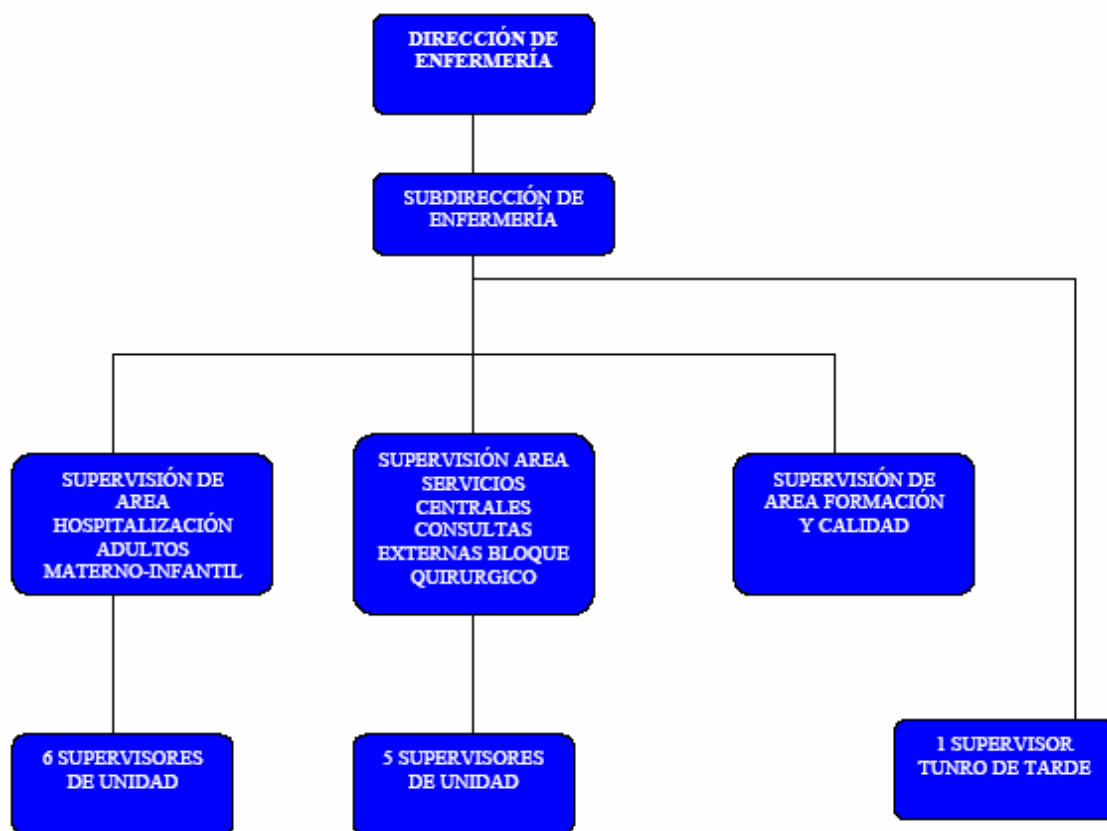 DIRECCIÓN DE
ENFERMERÍA
SUBDIRECCIÓN DE
ENFERMERÍA
SUPERVISIÓN DE
AREA
HOSPITALIZACIÓN
ADULTOS
MATERNO-INFANTIL
SUPERVISIÓN AREA
SERVICIOS
CENTRALES
CONSULTAS
EXTERNAS BLOQUE
QUIRURGICO
SUPERVISIÓN DE
AREA FORMACIÓN
Y CALIDAD
6 SUPERVISORES
DE UNIDAD
5 SUPERVISORES
DE UNIDAD
1 SUPERVISOR
TUNRO DE TARDE